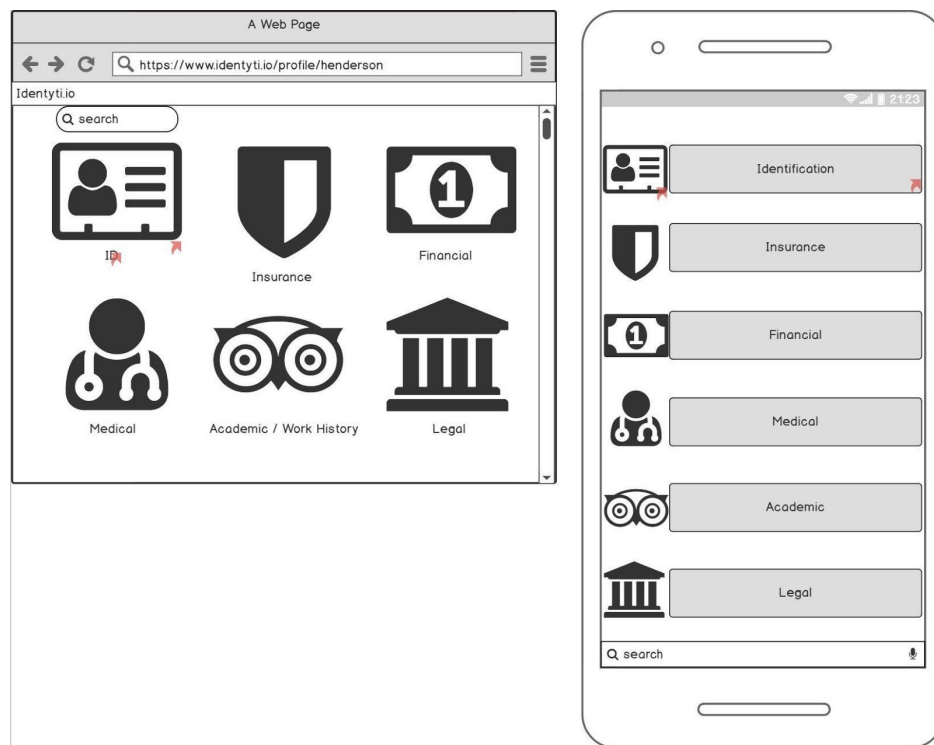 A Web Page
https://www.identyti.io/profile/henderson
Identyti.io
search
ID
Insurance
Financial
Medical
Academic / Work History
Legal
21:23
Identification
Insurance
Financial
Medical
Academic
Legal
search